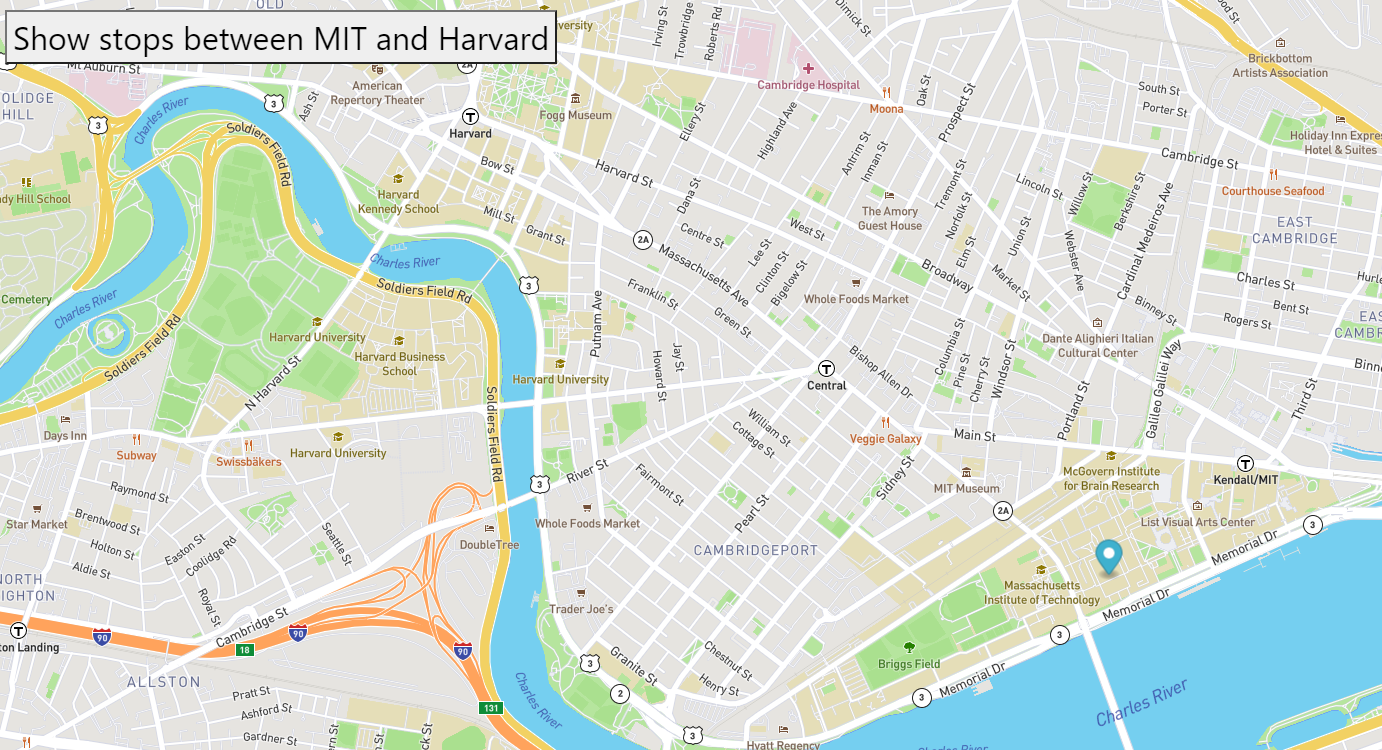 OLD
Show stops between MIT and Harvard
Mt Auburn St
Irving St
Trowbridge
Roberts Rd
Dimick St
Brickbottom
Artists Association
Cambridge Hospital
American
Repertory Theater
2A
3
Ash St
Charles River
3
Soldiers Field Rd
T
Harvard
Fogg Museum
Ellery St
Highland Ave
Moona
Oak St
Prospect St
South St
Porter St
Holiday Inn Expres
Hotel & Suites
OLIDGE
HILL
Antrim St
Inman St
Cambridge St
Courthouse Seafood
dy Hill School
Harvard
Kennedy School
Bow St
Harvard St
Dana St
Tremont St
Norfolk St
Lincoln St
Willow St
Berkshire St
Cardinal Medeiros Ave
Mill St
Grant St
2A
Centre St
West St
The Amory
Guest House
Elm St
Union St
Webster Ave
EAST
CAMBRIDGE
Charles River
Soldiers Field Rd
Massachusetts Ave
Lee St
Clinton St
Bigelow St
Broadway
Market St
Charles St
Hurle
Cemetery
Charles River
3
Franklin St
Green St
Whole Foods Market
Binney St
Bent St
Rogers St
EAS
CAMBR
Soldiers Field Rd
Harvard University
Harvard Business
School
Putnam Ave
Howard St
Jay St
Columbia St
Pine St
Cherry St
Windsor St
Dante Alighieri Italian
Cultural Center
Galileo Galilei Way
Binne
N Harvard St
Harvard University
T
Central
Bishop Allen Dr
Portland St
Third St
Soldiers Field Rd
William St
Cottage St
Veggie Galaxy
Main St
Days Inn
Subway
Swissbäkers
Harvard University
River St
3
Fairmont St
Pearl St
Sidney St
MIT Museum
McGovern Institute
for Brain Research
T
Kendall/MIT
Raymond St
Star Market
Brentwood St
Holton St
Aldie St
Easton St
Coolidge Rd
Seattle St
DoubleTree
Whole Foods Market
CAMBRIDGEPORT
2A
List Visual Arts Center
Memorial Dr
3
NORTH
IGHTON
Royal St
Trader Joe's
Massachusetts
Institute of Technology
Memorial Dr
T
ton Landing
90
Cambridge St
18
90
90
3
2
Granite St
Chestnut St
Henry St
Briggs Field
3
Memorial Dr
3
ALLSTON
Pratt St
Ashford St
Gardner St
131
Charles River
3
Hyatt Regency
Charles River
Charles River